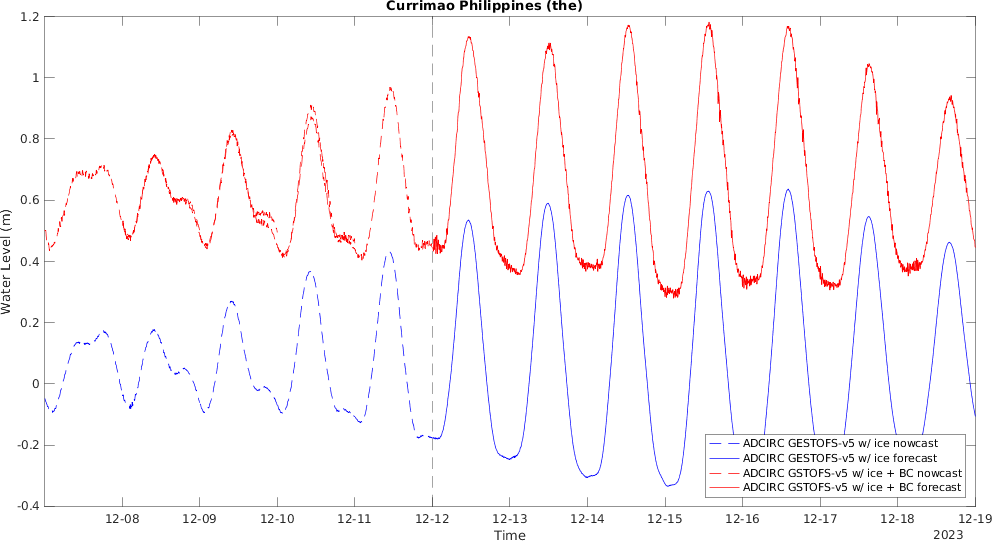 Currimao Philippines (the)
1.2
1
0.8
0.6
0.4
0.2
0
-0.2
-0.4
Water Level (m)
ADCIRC GESTOFS-v5 w/ ice nowcast
ADCIRC GESTOFS-v5 w/ ice forecast
ADCIRC GSTOFS-v5 w/ ice + BC nowcast
ADCIRC GSTOFS-v5 w/ ice + BC forecast
12-08 12-09 12-10 12-11 12-12 12-13 12-14 12-15 12-16 12-17 12-18 12-19
Time
2023